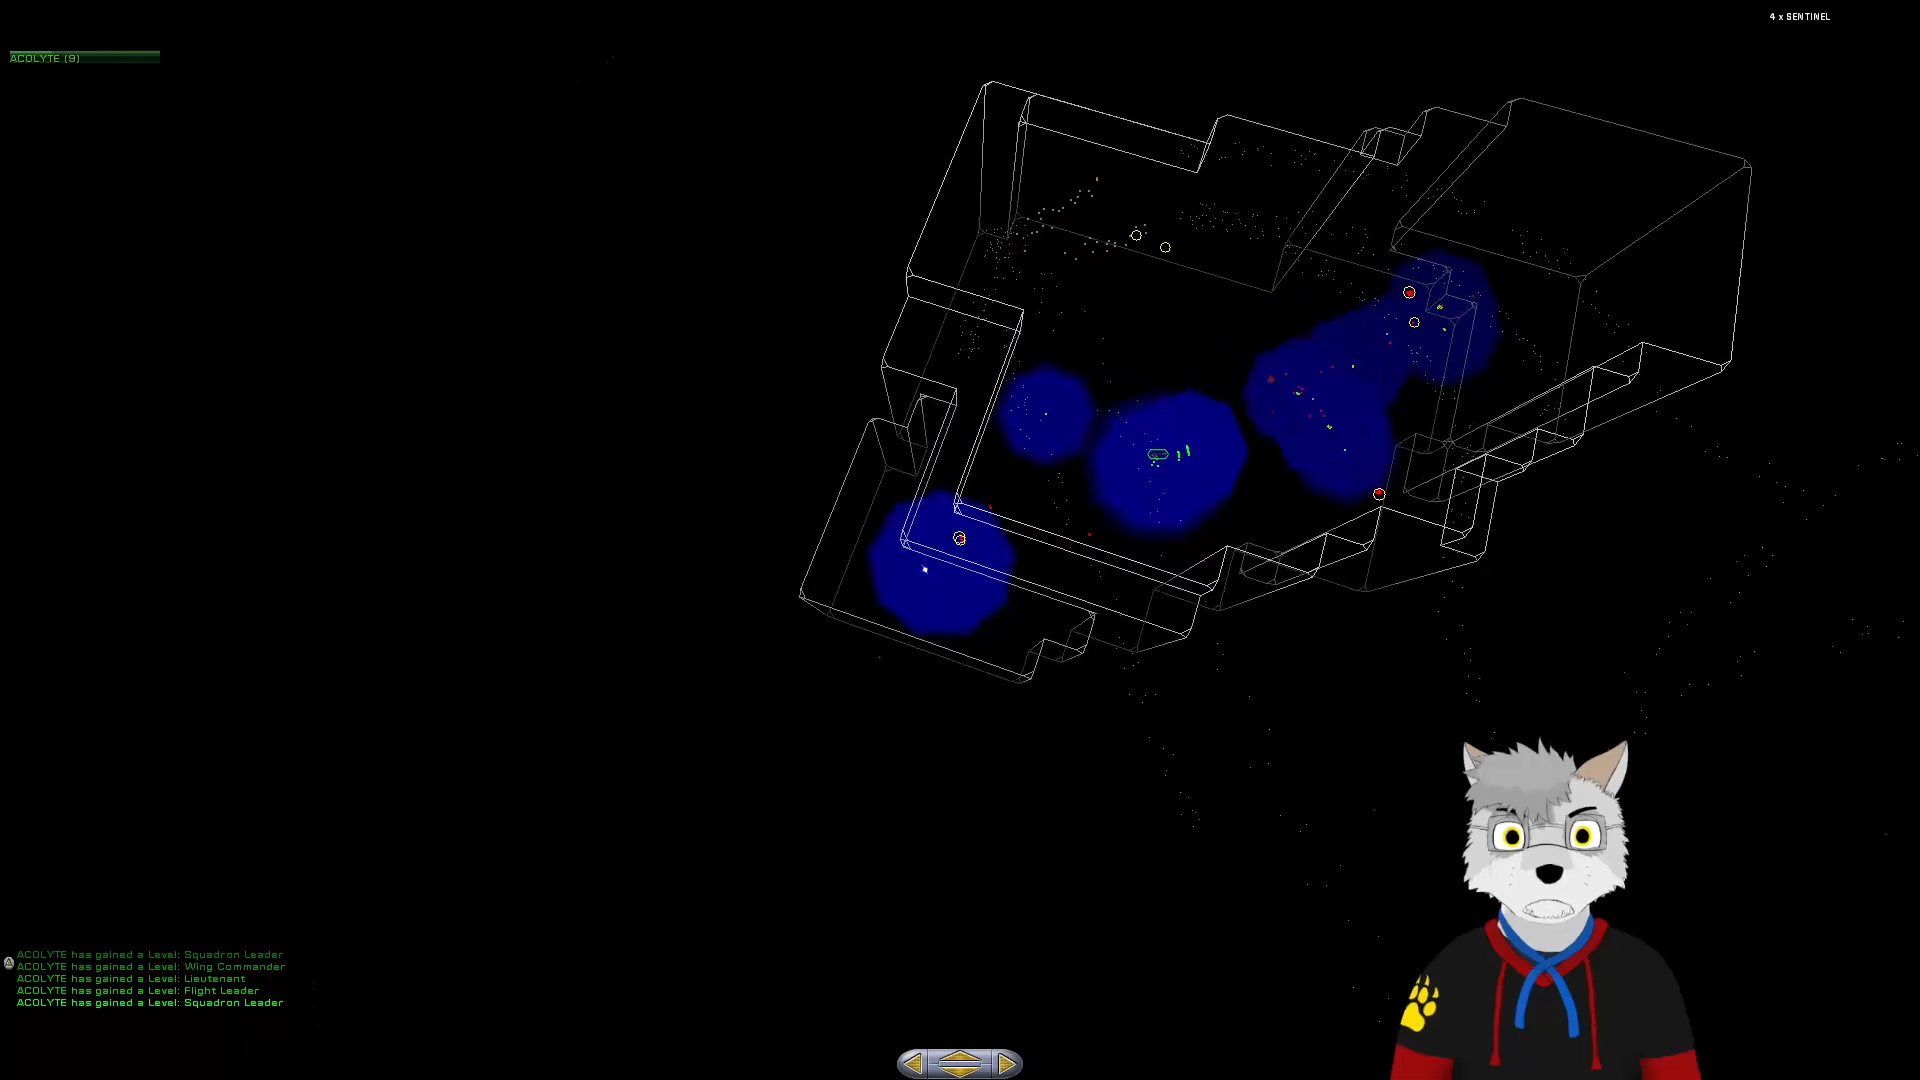 4 x SENTINEL
ACOLYTE (9)
ACOLYTE has gained a Level: Squadron Leader
ACOLYTE has gained a Level: Wing Commander
ACOLYTE has gained a Level: Lieutenant
ACOLYTE has gained a Level: Flight Leader
ACOLYTE has gained a Level: Squadron Leader